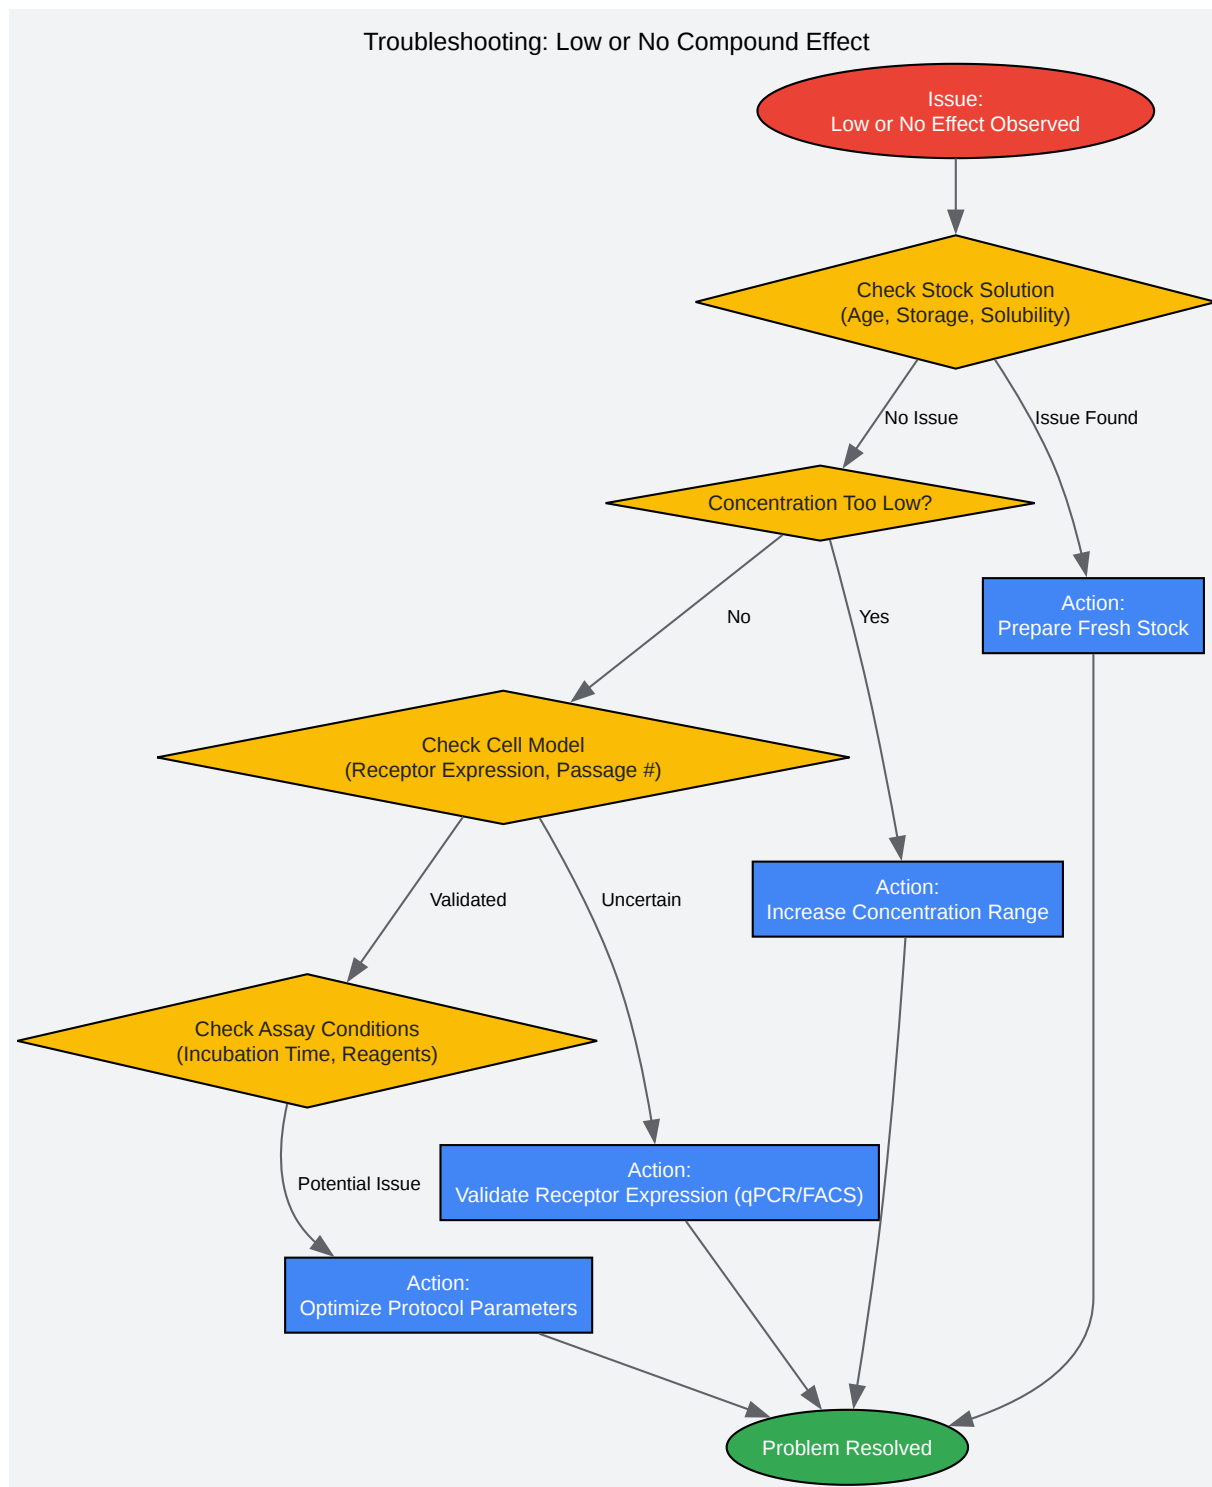 Troubleshooting: Low or No Compound Effect
Issue:
Low or No Effect Observed
Check Stock Solution
(Age, Storage, Solubility)
No Issue
Issue Found
Concentration Too Low?
Action:
Prepare Fresh Stock
No
Yes
Check Cell Model
(Receptor Expression, Passage #)
Action:
Increase Concentration Range
Validated
Uncertain
Check Assay Conditions
(Incubation Time, Reagents)
Action:
Validate Receptor Expression (qPCR/FACS)
Potential Issue
Action:
Optimize Protocol Parameters
Problem Resolved